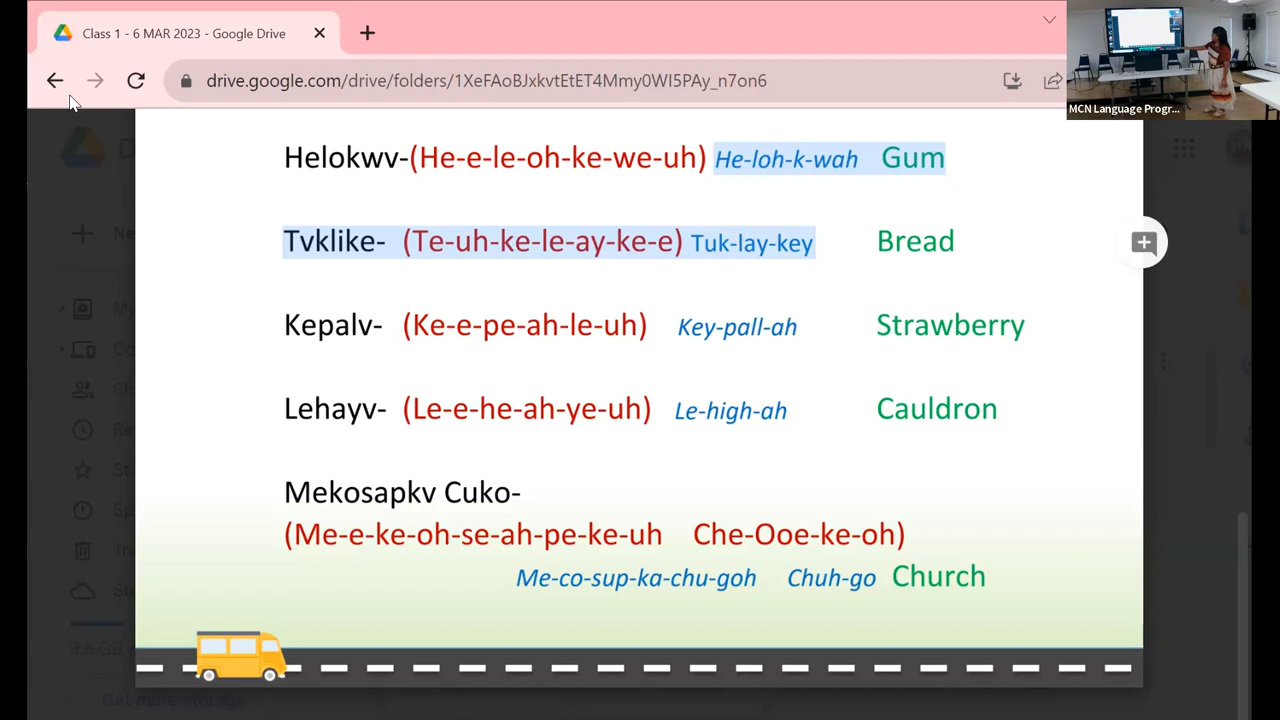 Class 1 - 6 MAR 2023 - Google Drive
drive.google.com/drive/folders/1XeFAoBJxkvtEtET4Mmy0WI5PAy_n7on6
MCN Language Progr...
Helokwv-(He-e-le-oh-ke-we-uh) He-loh-k-wah Gum
Tvklike- (Te-uh-ke-le-ay-ke-e) Tuk-lay-key Bread
Kepalv- (Ke-e-pe-ah-le-uh) Key-pall-ah Strawberry
Lehayv- (Le-e-he-ah-ye-uh) Le-high-ah Cauldron
Mekosapkv Cuko-
(Me-e-ke-oh-se-ah-pe-ke-uh Che-Ooe-ke-oh)
Me-co-sup-ka-chu-goh Chuh-go Church
Get more storage